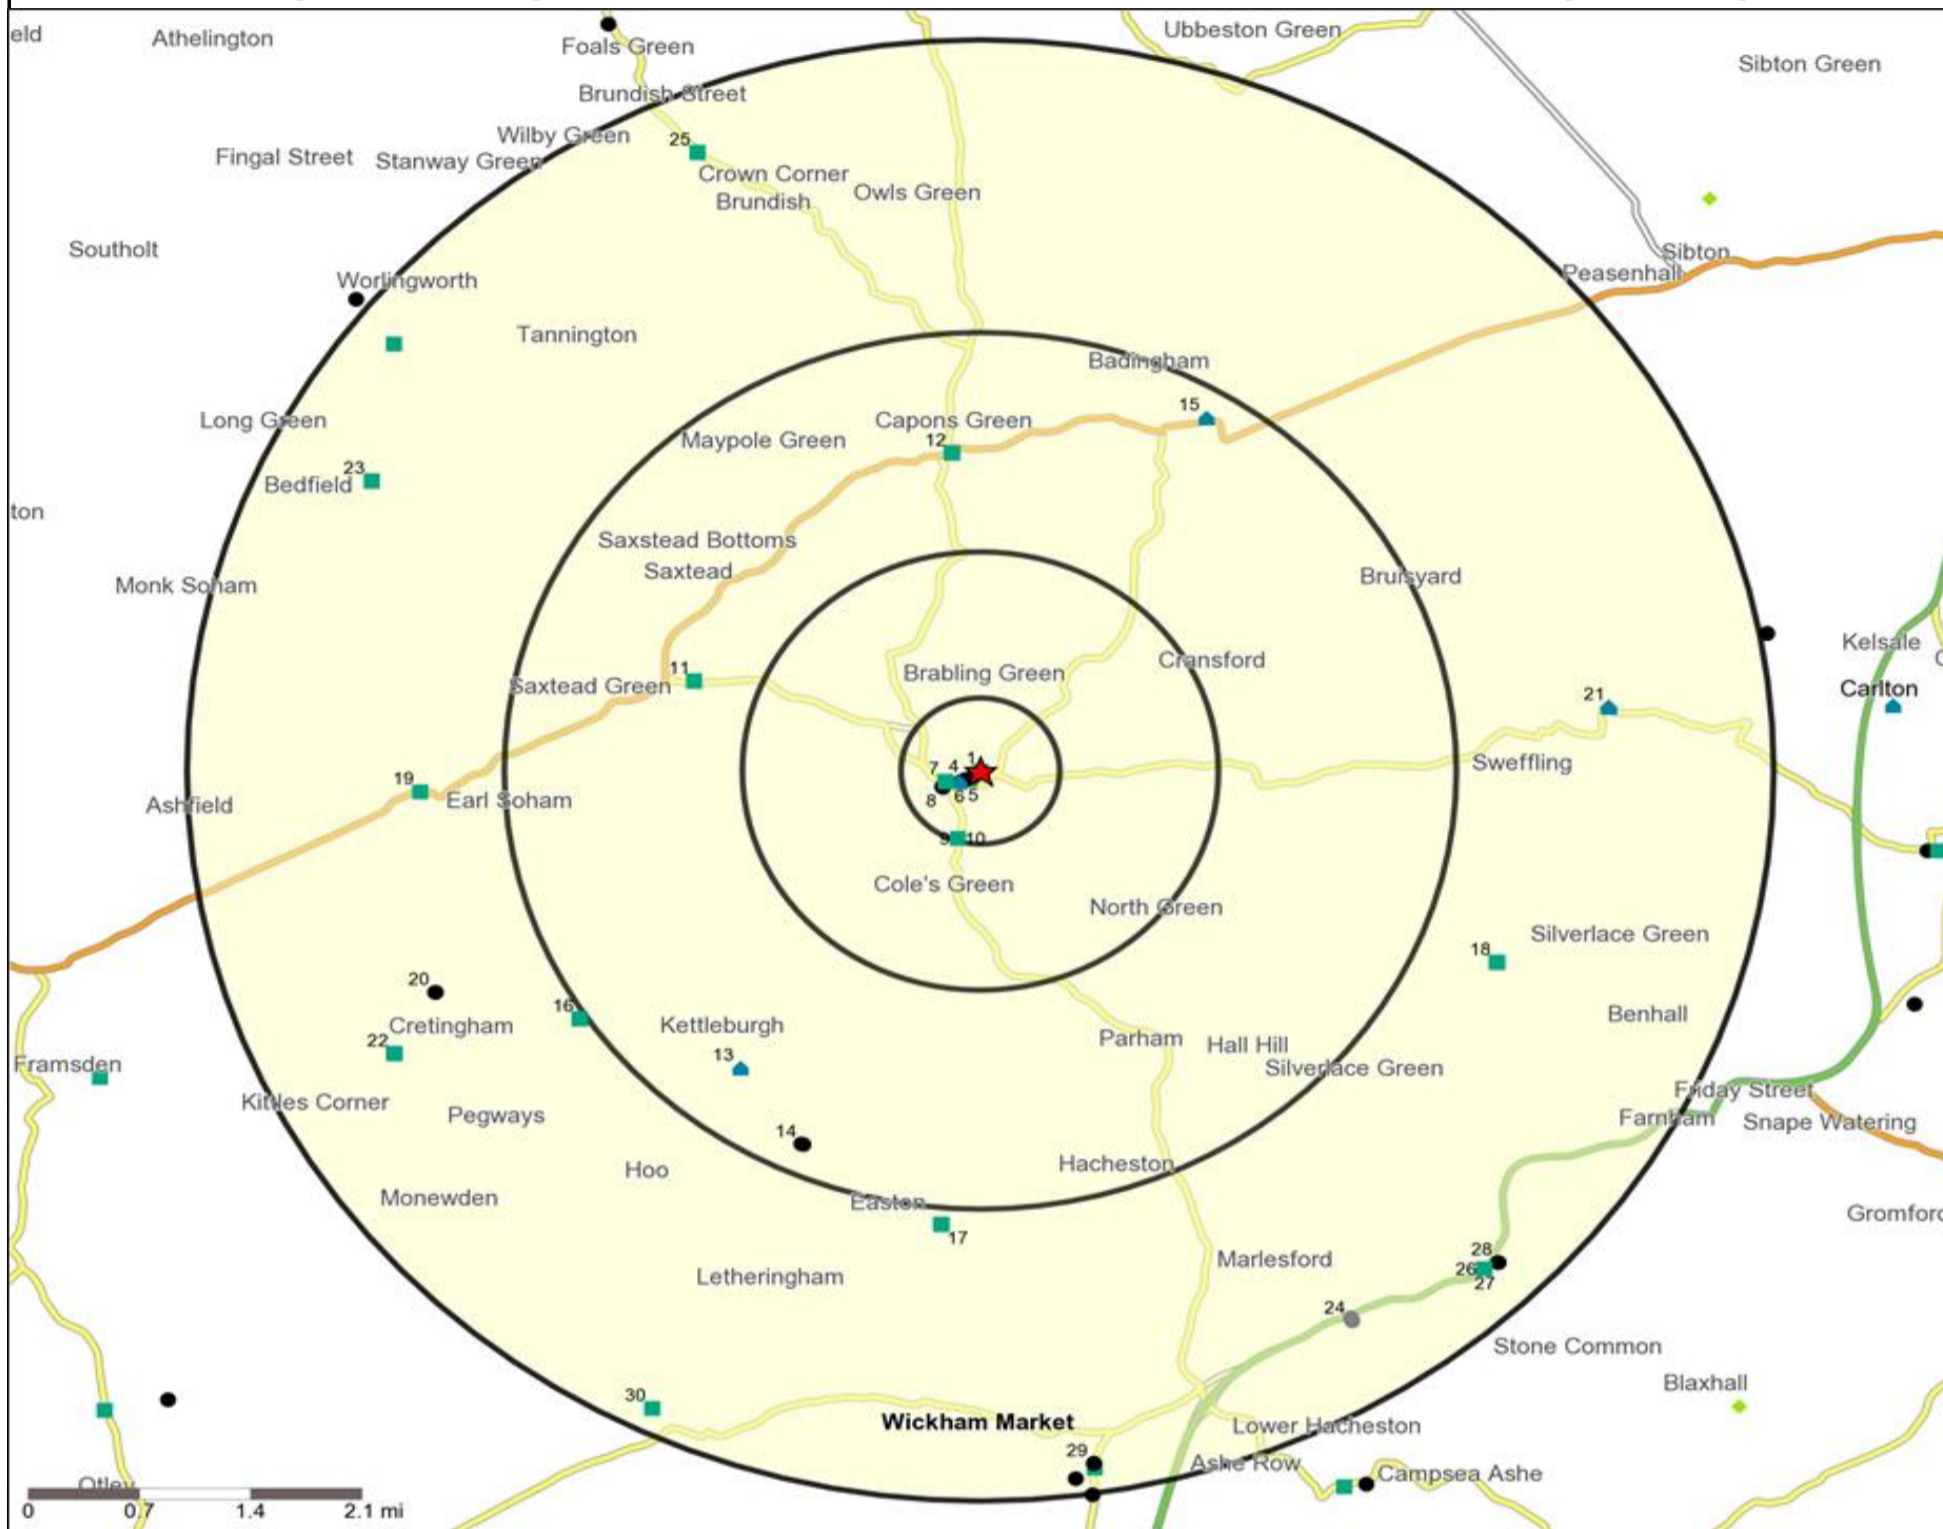 eld
Athelington
Foals Green
Ubbeston Green
Sibton Green
Brundish Street
Wilby Green
25
Fingal Street
Stanway Green
Crown Corner
Brundish
Owls Green
Southolt
Sibton
Peasenhall
Worlingworth
Tannington
Badingham
15
Long Green
Capons Green
Maypole Green
12
23
Bedfield
ton
Saxstead Bottoms
Saxtead
Monk Soham
Bruisyard
Kelsale
Cransford
11
Brabling Green
Saxtead Green
21
Carlton
19
7
4
1
Sweffling
Ashfield
Earl Soham
8
6
5
9
10
Cole's Green
North Green
18
Silverlace Green
20
16
Cretingham
Kettleburgh
Benhall
22
13
Parham
Hall Hill
Framsden
Silverlace Green
Kittles Corner
Pegways
Friday Street
Farnham
Snape Watering
14
Hoo
Hacheston
Monewden
Easton
Gromford
17
Letheringham
Marlesford
28
26
27
24
Stone Common
Blaxhall
30
Wickham Market
Lower Hacheston
29
Ashe Row
Campsea Ashe
Otley
0
0.7
1.4
2.1 mi